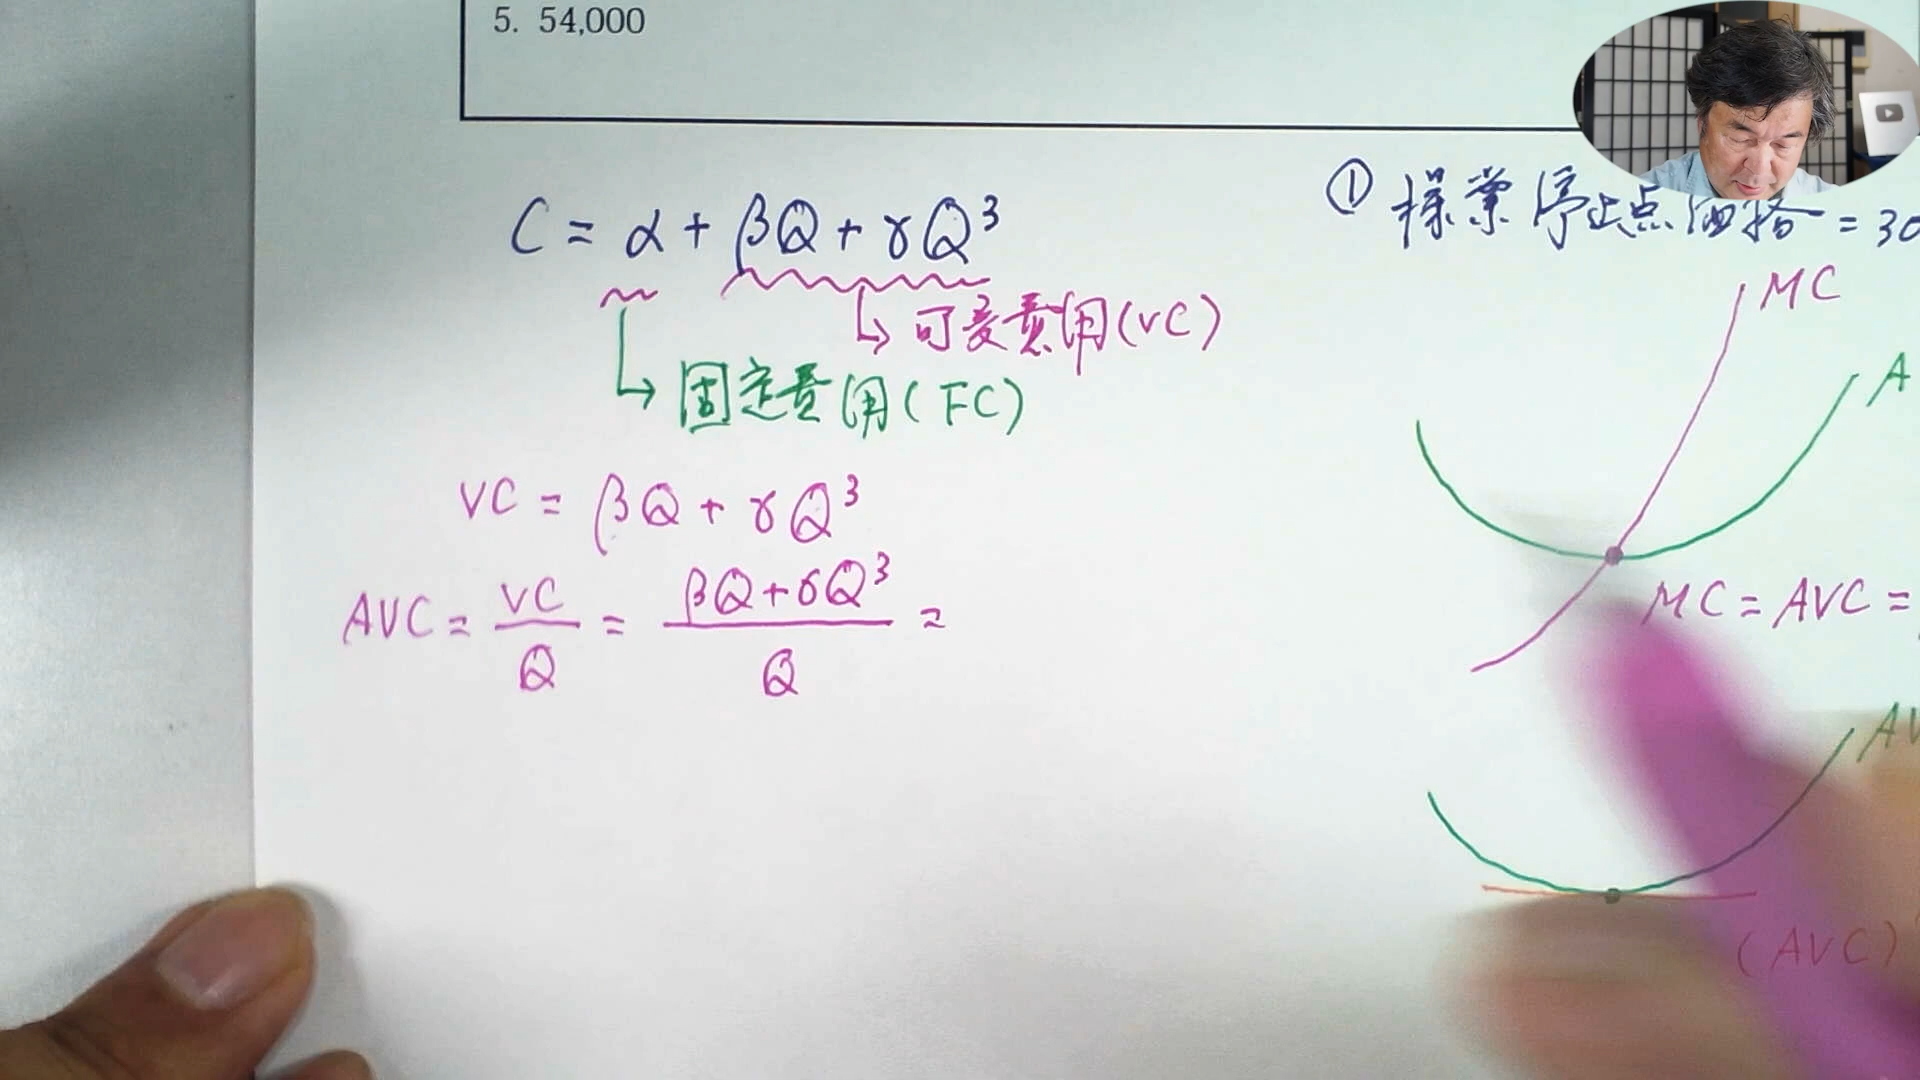 5. 54,000
C = α + βQ + γQ³
→ 可変費用(VC)
→ 固定費用(FC)
VC = βQ + γQ³
AVC = VC/Q = (βQ+γQ³)/Q =
① 操業停止点価格 = 30
MC
A
MC = AVC =
AV
(AVC)